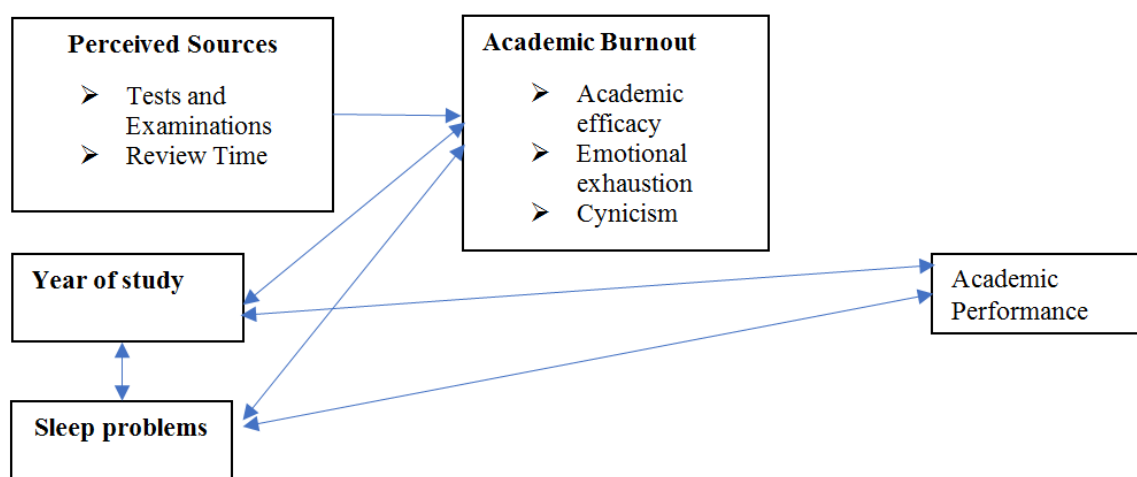 Perceived Sources
➢ Tests and
Examinations
➢ Review Time
Academic Burnout
➢ Academic
efficacy
➢ Emotional
exhaustion
➢ Cynicism
Year of study
Academic
Performance
Sleep problems